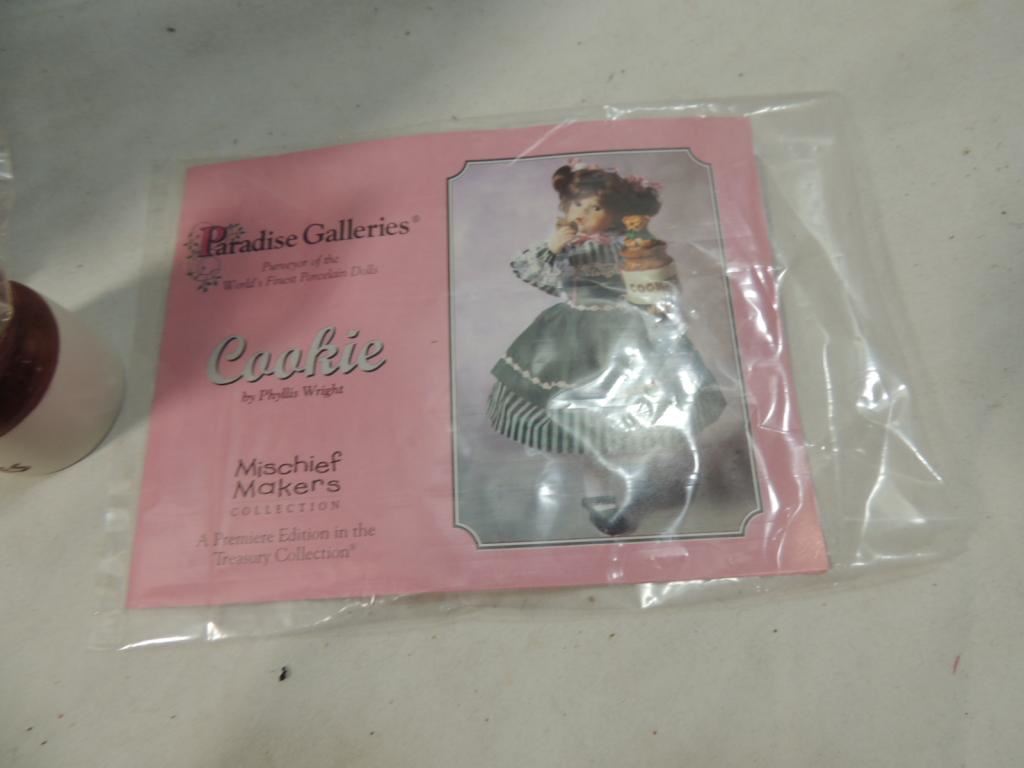 Paradise Galleries®
Purveyor of the
World's Finest Porcelain Dolls
Cookie
by Phyllis Wright
Mischief
Makers
COLLECTION
A Premiere Edition in the
Treasury Collection®